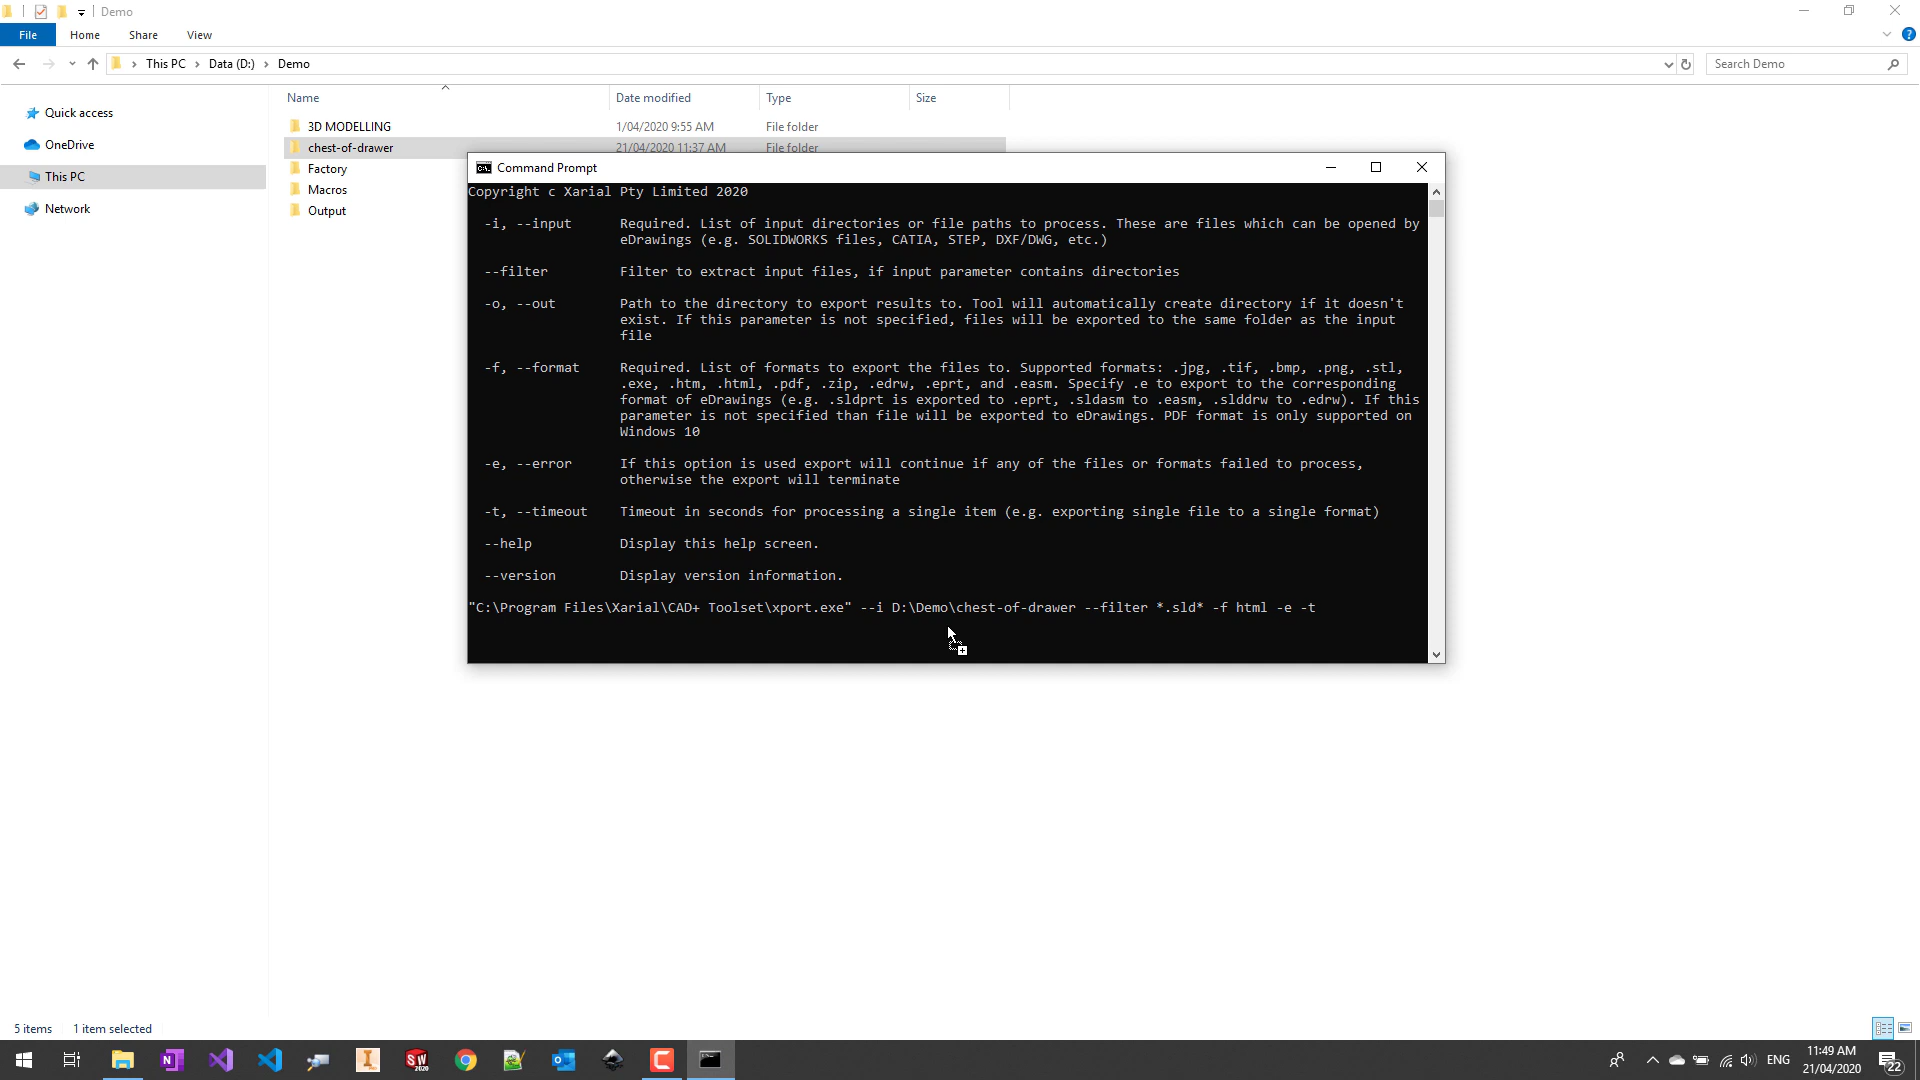 Demo
File Home Share View
This PC Data (D:) Demo
Search Demo
Name Date modified Type Size
Quick access
OneDrive
This PC
Network
3D MODELLING 1/04/2020 9:55 AM File folder
chest-of-drawer 21/04/2020 11:37 AM File folder
Factory
Macros
Output
Command Prompt
Copyright c Xarial Pty Limited 2020
-i, --input Required. List of input directories or file paths to process. These are files which can be opened by
eDrawings (e.g. SOLIDWORKS files, CATIA, STEP, DXF/DWG, etc.)
--filter Filter to extract input files, if input parameter contains directories
-o, --out Path to the directory to export results to. Tool will automatically create directory if it doesn't
exist. If this parameter is not specified, files will be exported to the same folder as the input
file
-f, --format Required. List of formats to export the files to. Supported formats: .jpg, .tif, .bmp, .png, .stl,
.exe, .htm, .html, .pdf, .zip, .edrw, .eprt, and .easm. Specify .e to export to the corresponding
format of eDrawings (e.g. .sldprt is exported to .eprt, .sldasm to .easm, .slddrw to .edrw). If this
parameter is not specified than file will be exported to eDrawings. PDF format is only supported on
Windows 10
-e, --error If this option is used export will continue if any of the files or formats failed to process,
otherwise the export will terminate
-t, --timeout Timeout in seconds for processing a single item (e.g. exporting single file to a single format)
--help Display this help screen.
--version Display version information.
"C:\Program Files\Xarial\CAD+ Toolset\xport.exe" --i D:\Demo\chest-of-drawer --filter *.sld* -f html -e -t
5 items 1 item selected
ENG
11:49 AM
21/04/2020
22